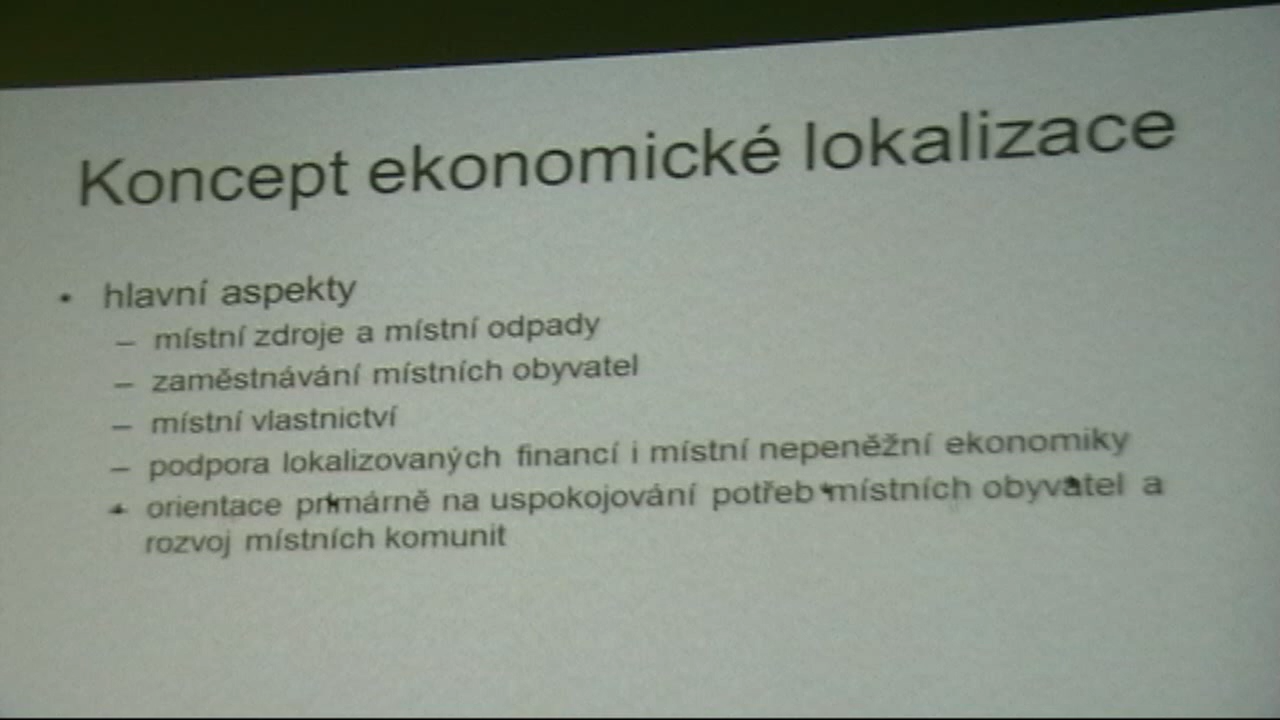 Koncept ekonomické lokalizace
• hlavní aspekty
– místní zdroje a místní odpady
– zaměstnávání místních obyvatel
– místní vlastnictví
– podpora lokalizovaných financí i místní nepeněžní ekonomiky
– orientace primárně na uspokojování potřeb místních obyvatel a
rozvoj místních komunit